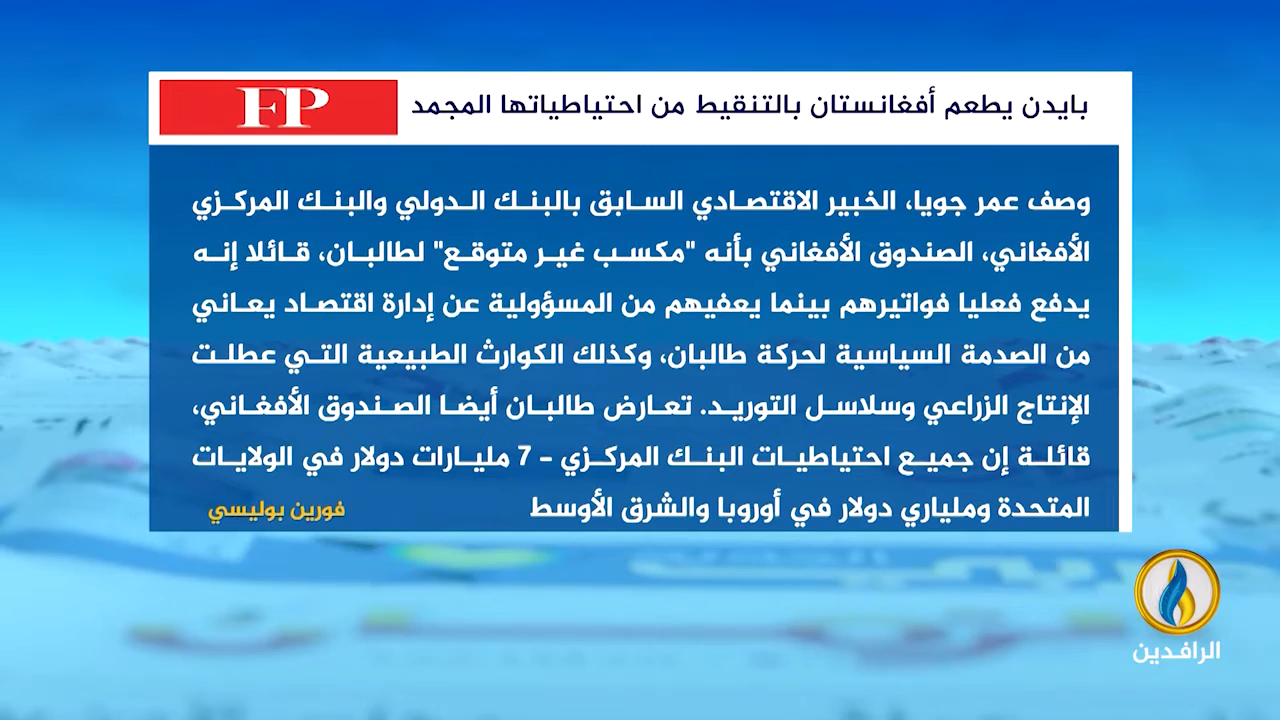 بايدن يطعم أفغانستان بالتنقيط من احتياطياتها المجمد
FP
وصف عمر جويا، الخبير الاقتصادي السابق بالبنك الدولي والبنك المركزي
الأفغاني، الصندوق الأفغاني بأنه "مكسب غير متوقع" لطالبان، قائلا إنه
يدفع فعليا فواتيرهم بينما يعفيهم من المسؤولية عن إدارة اقتصاد يعاني
من الصدمة السياسية لحركة طالبان، وكذلك الكوارث الطبيعية التي عطلت
الإنتاج الزراعي وسلاسل التوريد. تعارض طالبان أيضا الصندوق الأفغاني،
قائلة إن جميع احتياطيات البنك المركزي - 7 مليارات دولار في الولايات
المتحدة وملياري دولار في أوروبا والشرق الأوسط
فورين بوليسي
الرافدين